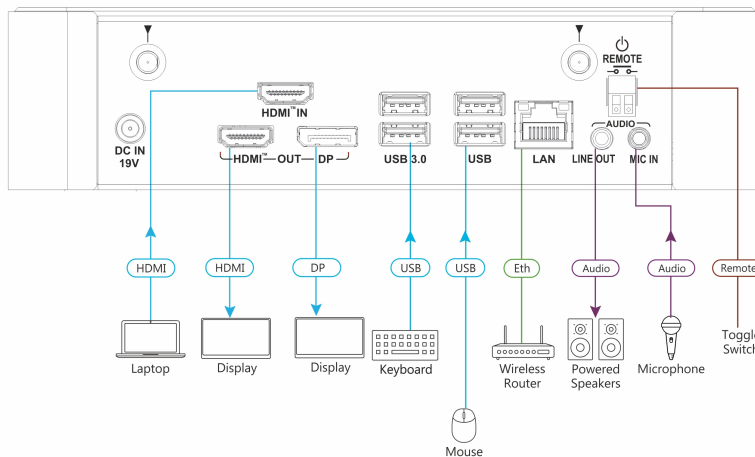 REMOTE
HDMI™ IN
DC IN
19V
HDMI™ OUT DP
USB 3.0
USB
LAN
AUDIO
LINE OUT
MIC IN
HDMI
HDMI
DP
USB
USB
Eth
Audio
Audio
Remote
Laptop
Display
Display
Keyboard
Wireless
Router
Powered
Speakers
Microphone
Toggle
Switch
Mouse